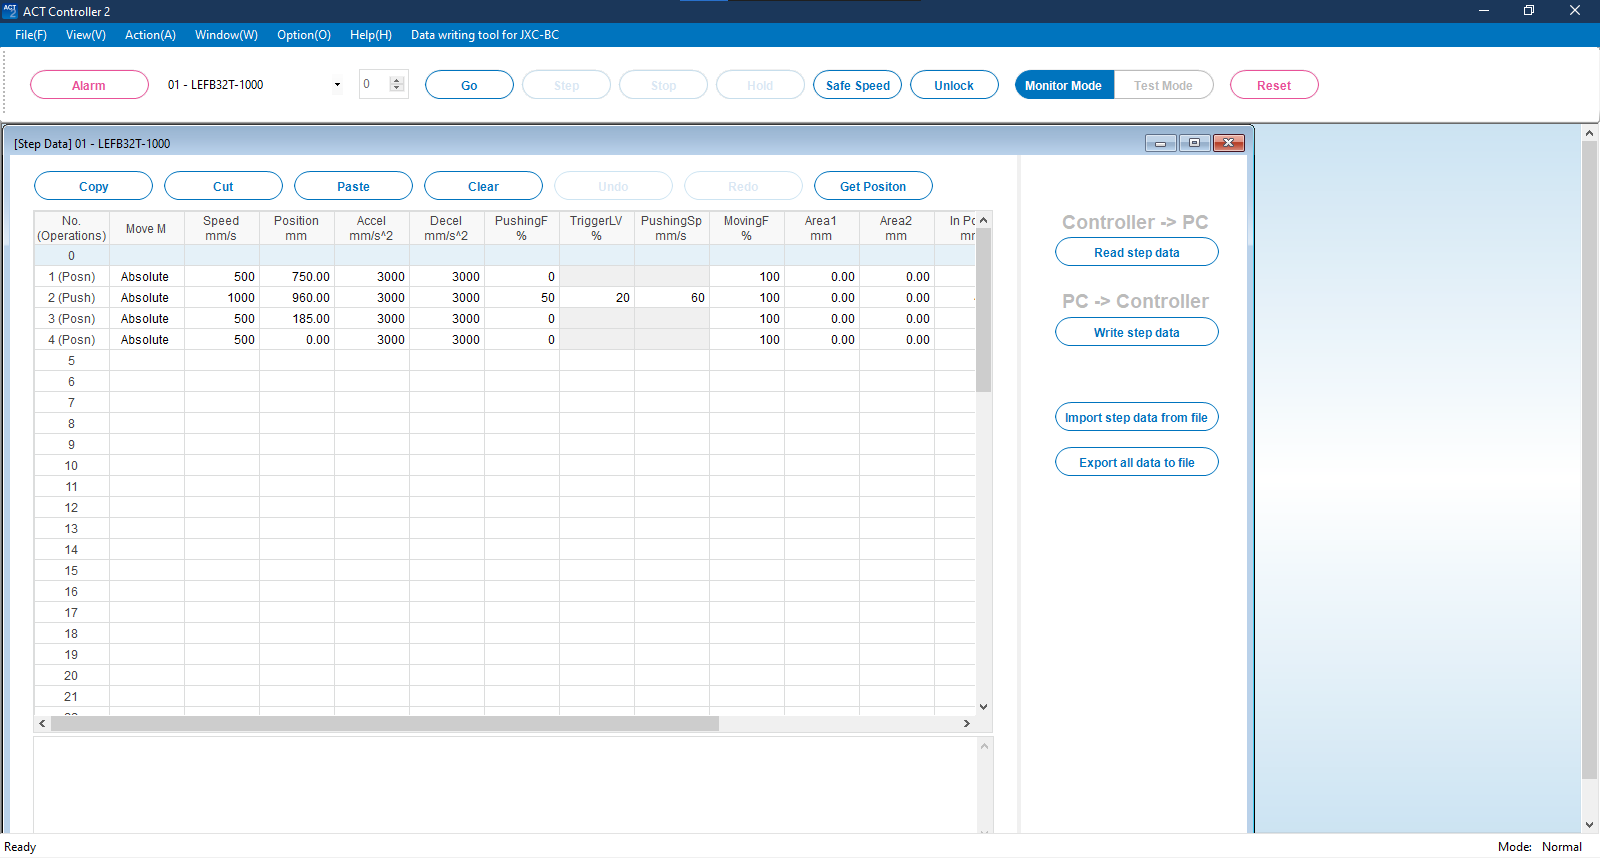 ACT Controller 2
File(F) View(V) Action(A) Window(W) Option(O) Help(H) Data writing tool for JXC-BC
Alarm 01 - LEFB32T-1000 0 Go Step Stop Hold Safe Speed Unlock Monitor Mode Test Mode Reset
[Step Data] 01 - LEFB32T-1000
Copy Cut Paste Clear Undo Redo Get Positon
No. (Operations) Move M Speed mm/s Position mm Accel mm/s^2 Decel mm/s^2 PushingF % TriggerLV % PushingSp mm/s MovingF % Area1 mm Area2 mm In
0
1 (Posn) Absolute 500 750.00 3000 3000 0 100 0.00 0.00
2 (Push) Absolute 1000 960.00 3000 3000 50 20 60 100 0.00 0.00
3 (Posn) Absolute 500 185.00 3000 3000 0 100 0.00 0.00
4 (Posn) Absolute 500 0.00 3000 3000 0 100 0.00 0.00
5
6
7
8
9
10
11
12
13
14
15
16
17
18
19
20
21
Controller -> PC
Read step data
PC -> Controller
Write step data
Import step data from file
Export all data to file
Ready Mode: Normal